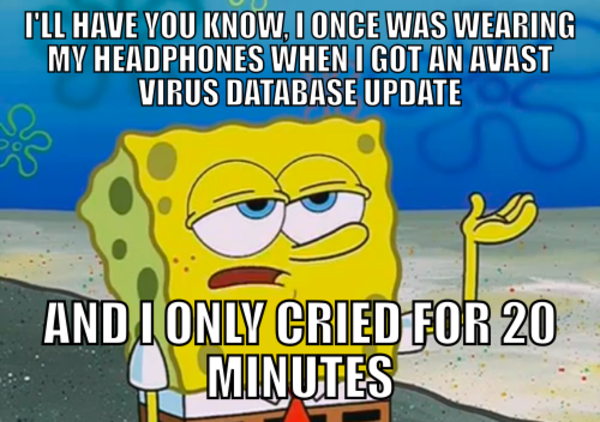 I'LL HAVE YOU KNOW, I ONCE WAS WEARING
MY HEADPHONES WHEN I GOT AN AVAST
VIRUS DATABASE UPDATE
AND I ONLY CRIED FOR 20
MINUTES